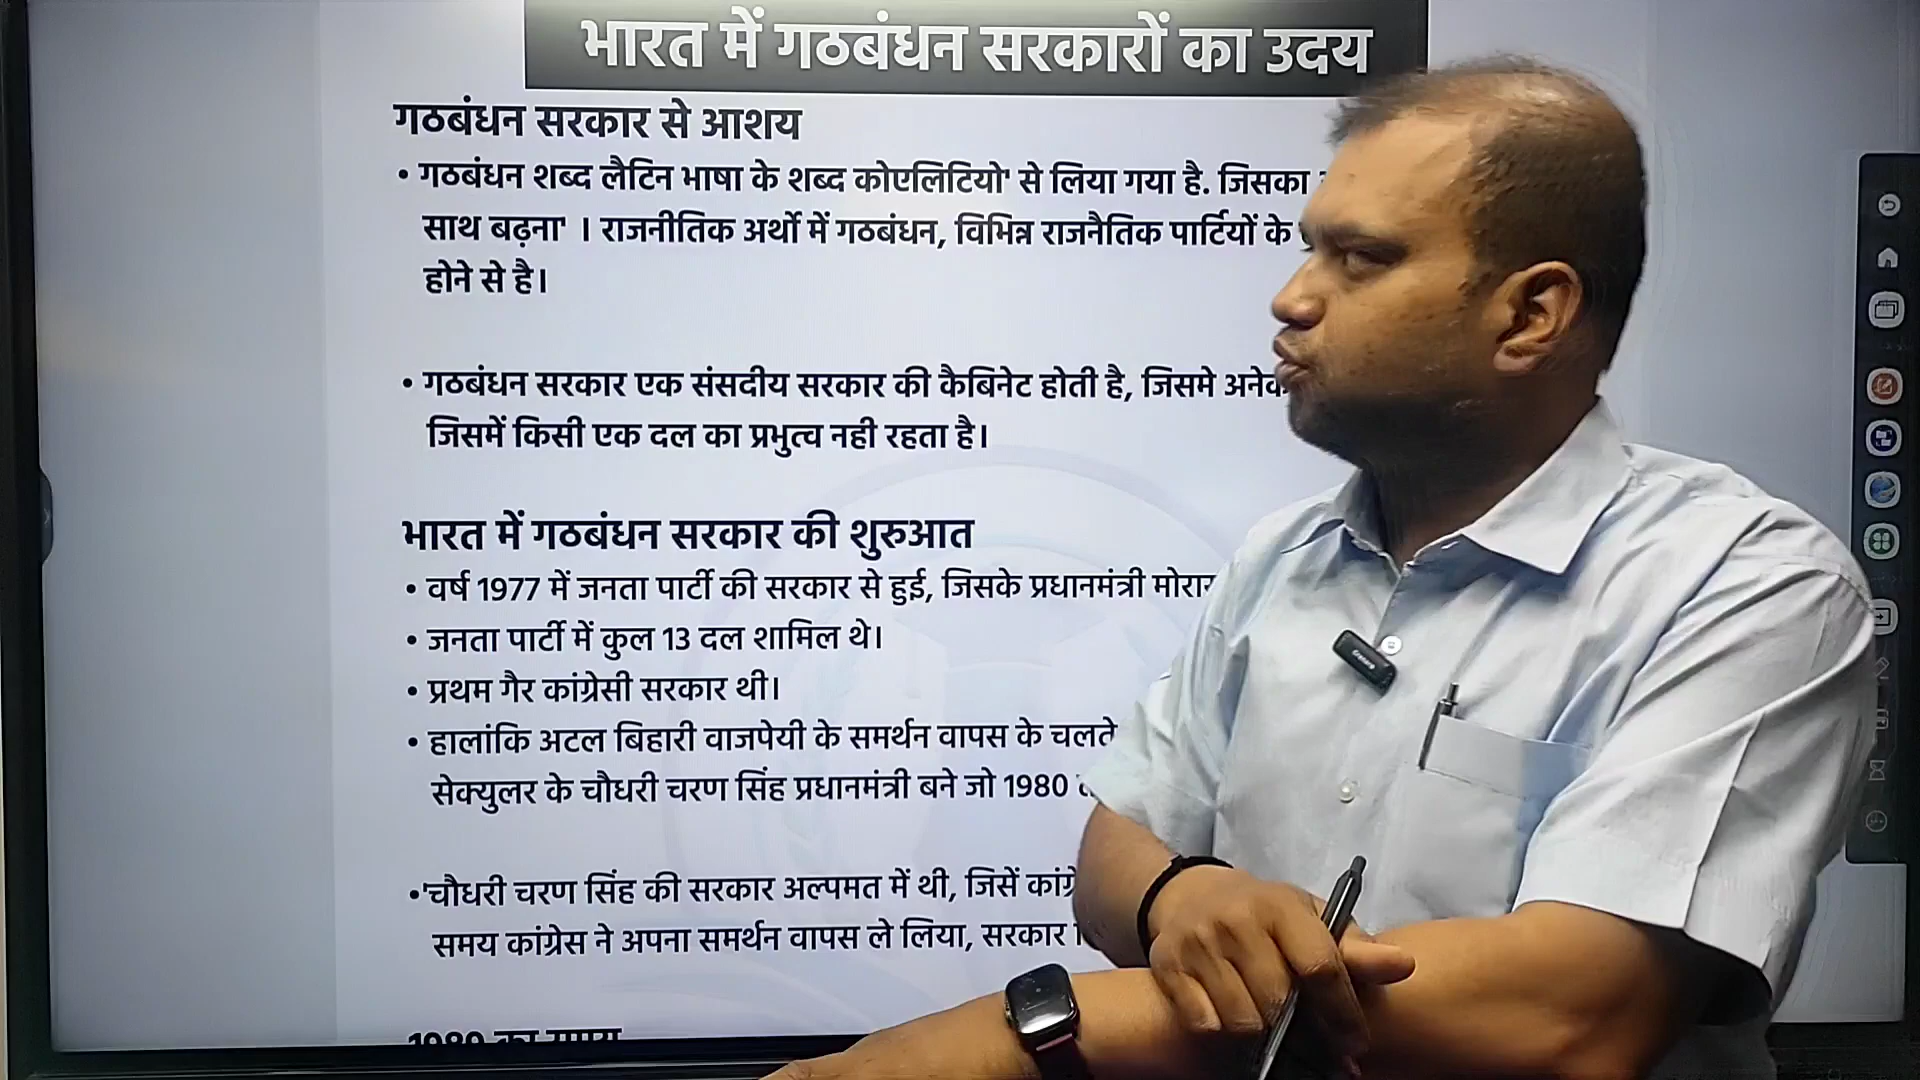 भारत में गठबंधन सरकारों का उदय
गठबंधन सरकार से आशय
• गठबंधन शब्द लैटिन भाषा के शब्द कोएलिटियो' से लिया गया है. जिसका
साथ बढ़ना' । राजनीतिक अर्थो में गठबंधन, विभिन्न राजनैतिक पार्टियों के
होने से है।
• गठबंधन सरकार एक संसदीय सरकार की कैबिनेट होती है, जिसमे अनेक
जिसमें किसी एक दल का प्रभुत्व नही रहता है।
भारत में गठबंधन सरकार की शुरुआत
• वर्ष 1977 में जनता पार्टी की सरकार से हुई, जिसके प्रधानमंत्री
• जनता पार्टी में कुल 13 दल शामिल थे।
• प्रथम गैर कांग्रेसी सरकार थी।
• हालांकि अटल बिहारी वाजपेयी के समर्थन वापस के चलते
सेक्युलर के चौधरी चरण सिंह प्रधानमंत्री बने जो 1980
•'चौधरी चरण सिंह की सरकार अल्पमत में थी, जिसें
समय कांग्रेस ने अपना समर्थन वापस ले लिया, सरकार